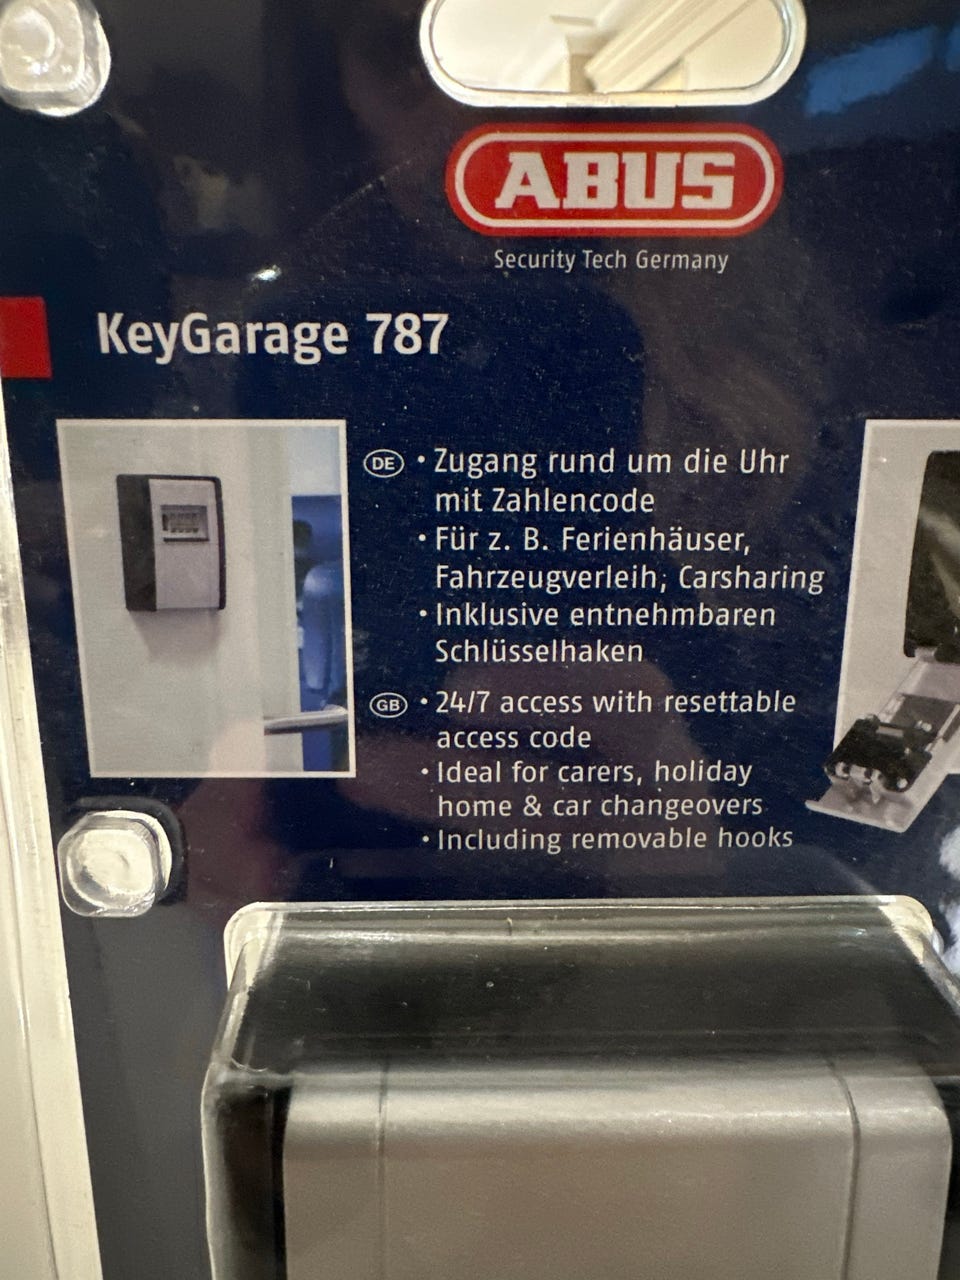 ABUS
Security Tech Germany
KeyGarage 787
DE • Zugang rund um die Uhr
mit Zahlencode
• Für z. B. Ferienhäuser,
Fahrzeugverleih, Carsharing
• Inklusive entnehmbaren
Schlüsselhaken
GB • 24/7 access with resettable
access code
• Ideal for carers, holiday
home & car changeovers
• Including removable hooks